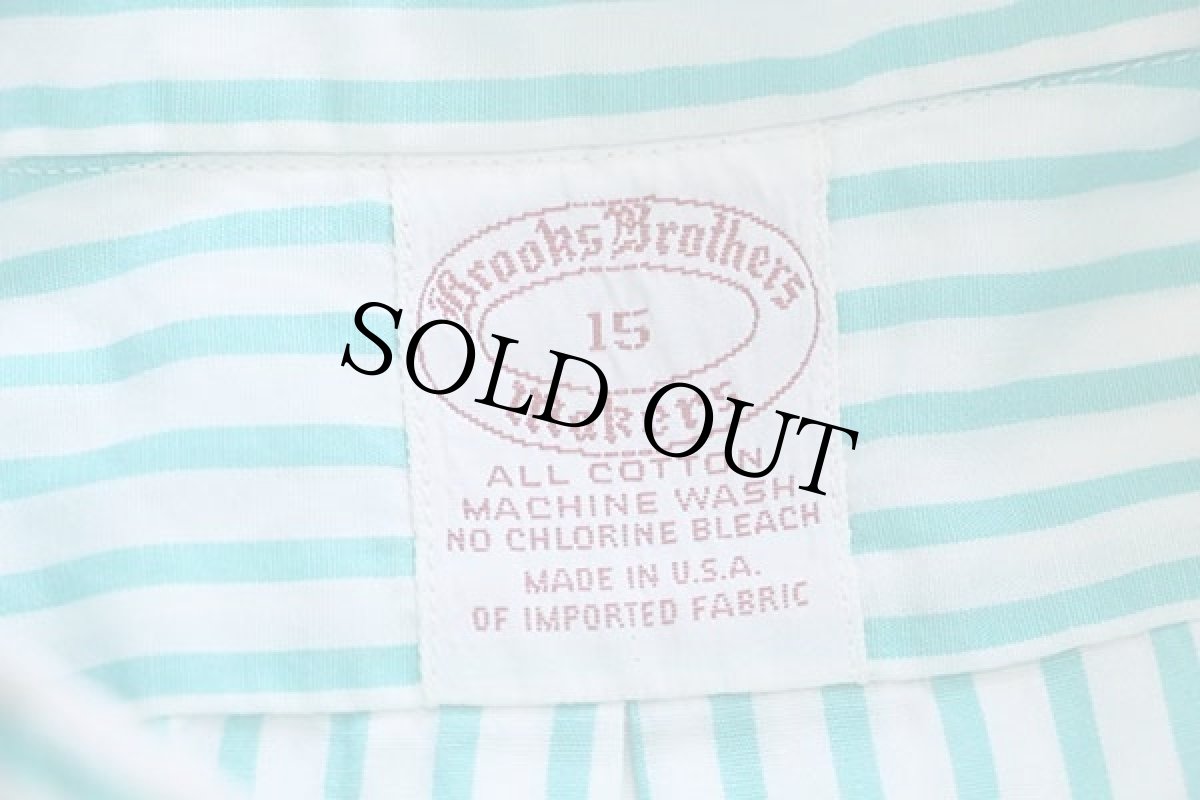 Brooks Brothers
15
Makers
ALL COTTON
MACHINE WASH
NO CHLORINE BLEACH
MADE IN U.S.A.
OF IMPORTED FABRIC
SOLD OUT